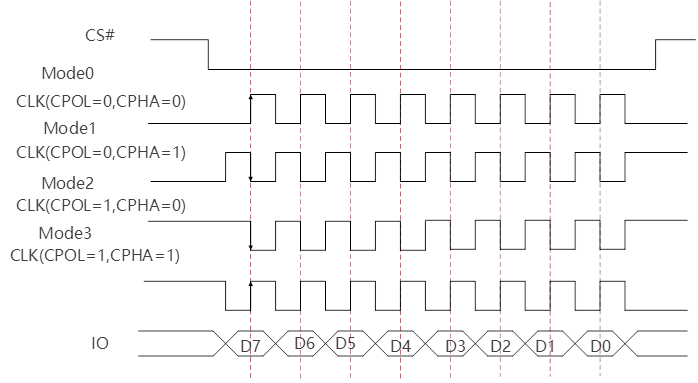 CS#
Mode0
CLK(CPOL=0,CPHA=0)
Mode1
CLK(CPOL=0,CPHA=1)
Mode2
CLK(CPOL=1,CPHA=0)
Mode3
CLK(CPOL=1,CPHA=1)
IO D7 D6 D5 D4 D3 D2 D1 D0